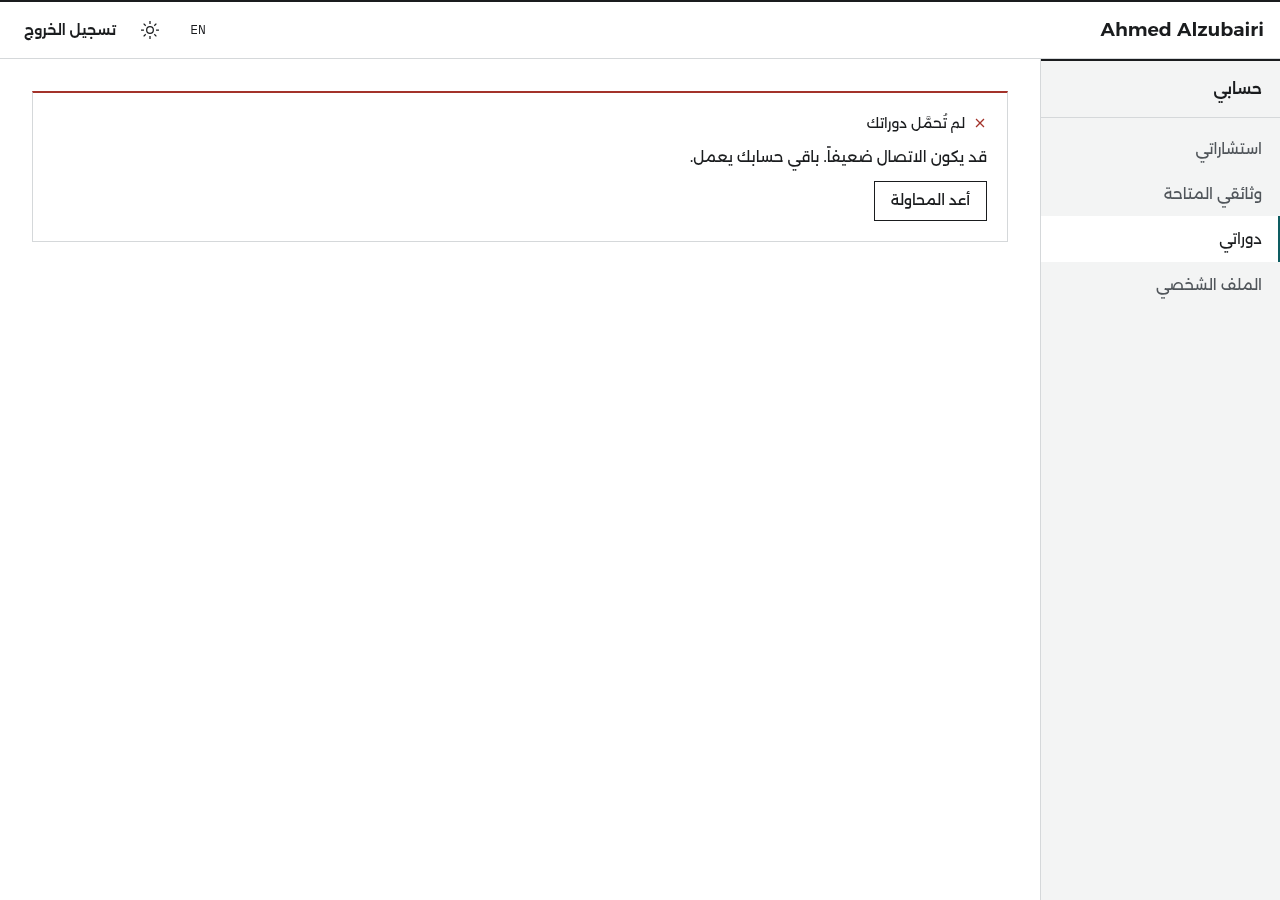 Ahmed Alzubairi
EN
تسجيل الخروج
حسابي
استشاراتي
وثائقي المتاحة
دوراتي
الملف الشخصي
× لم تُحمَّل دوراتك
قد يكون الاتصال ضعيفاً. باقي حسابك يعمل.
أعد المحاولة